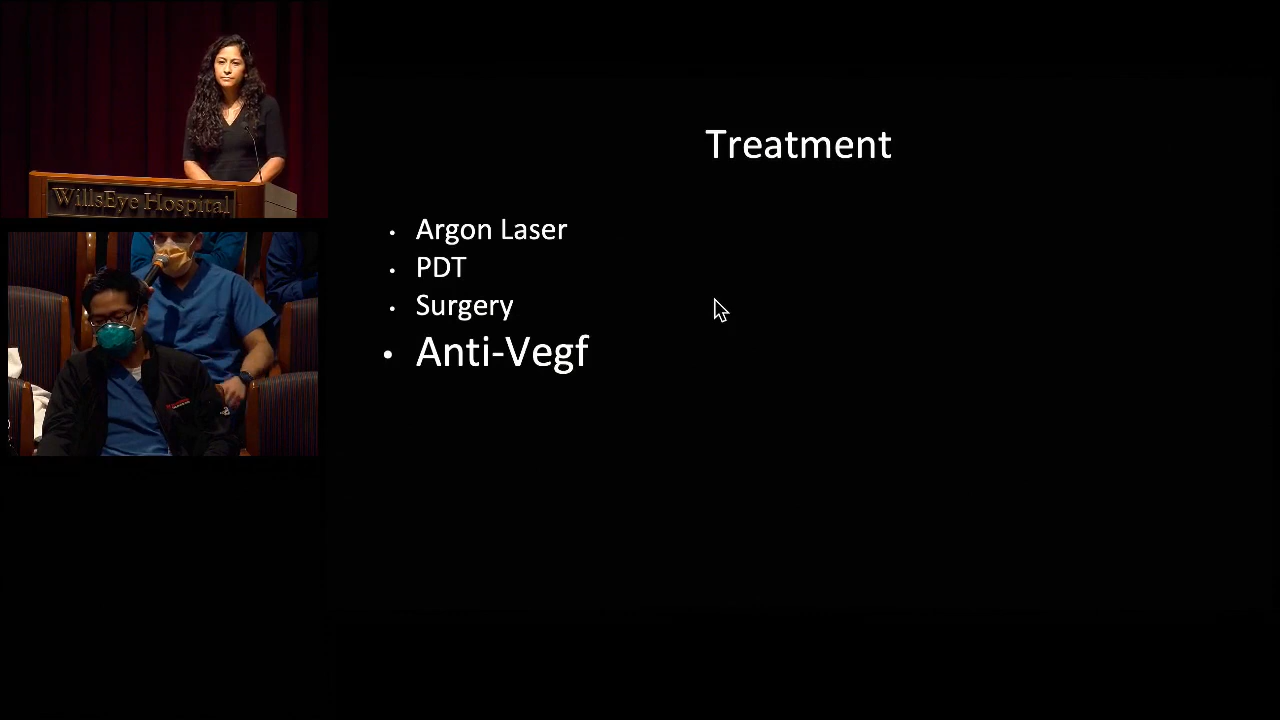 WillsEye Hospital
Treatment
• Argon Laser
• PDT
• Surgery
• Anti-Vegf